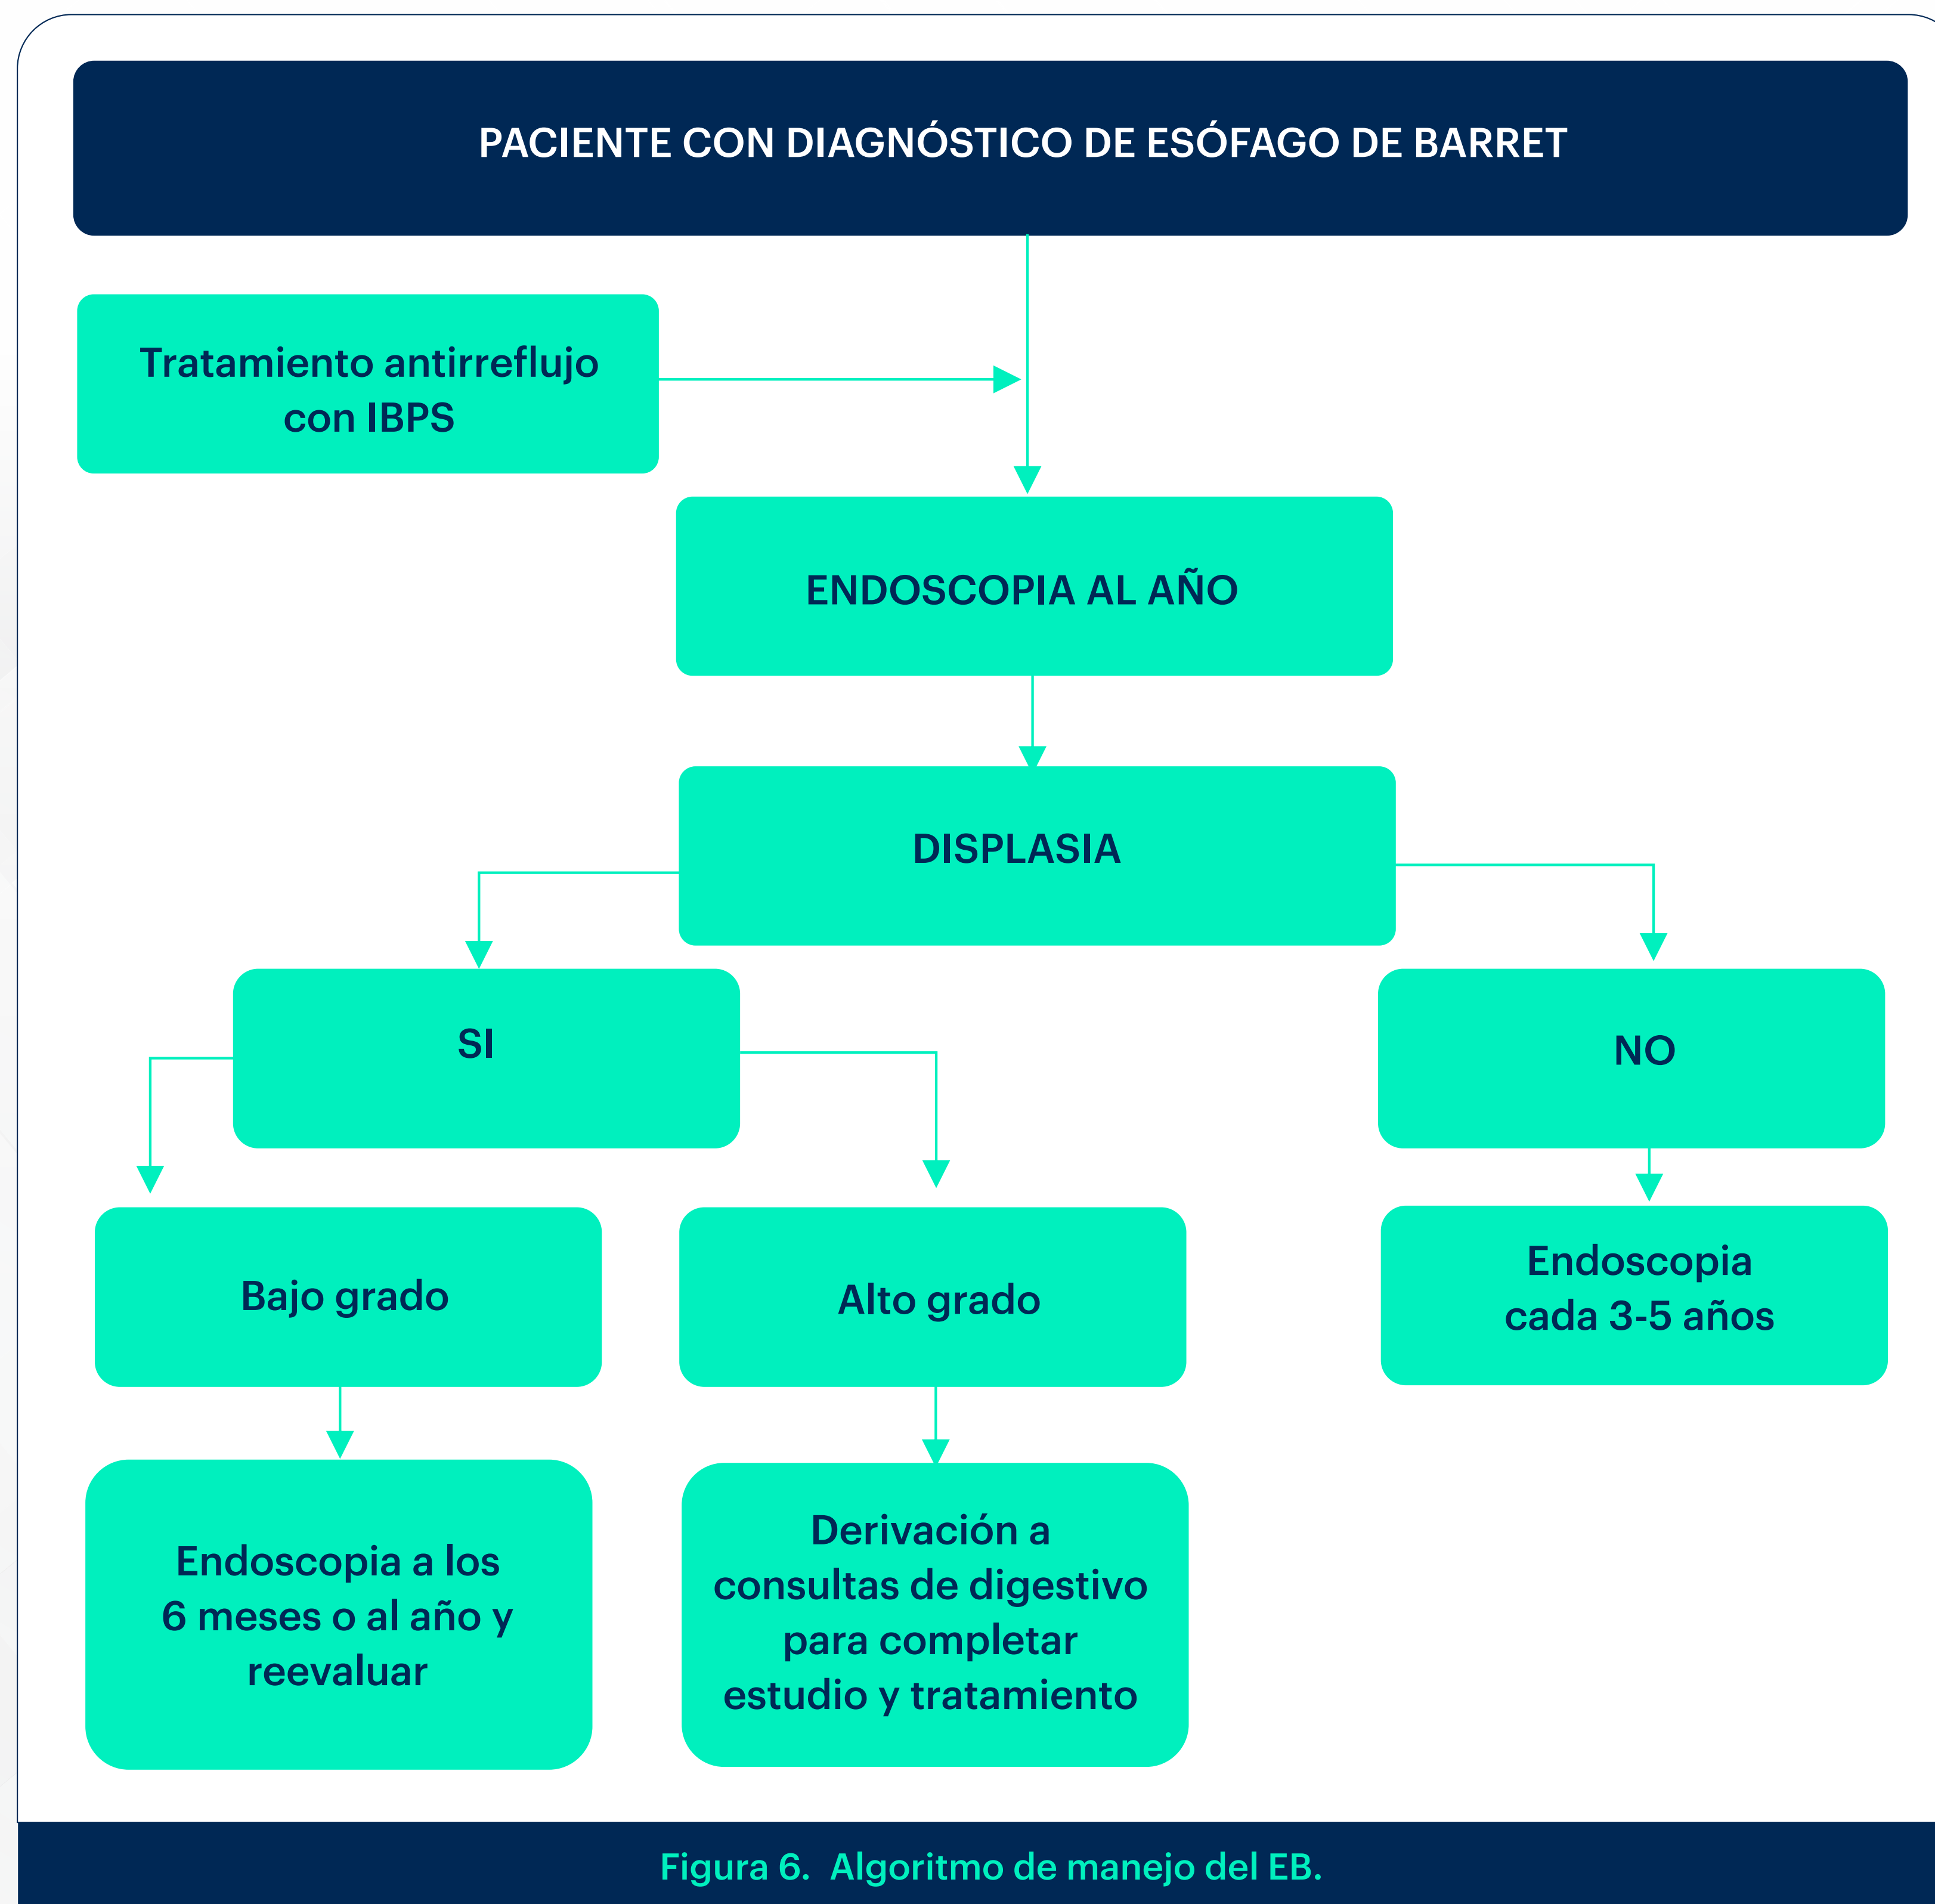 PACIENTE CON DIAGNÓSTICO DE ESÓFAGO DE BARRET
Tratamiento antirreflujo
con IBPS
ENDOSCOPIA AL AÑO
DISPLASIA
SI
NO
Bajo grado
Alto grado
Endoscopia
cada 3-5 años
Endoscopia a los
6 meses o al año y
reevaluar
Derivación a
consultas de digestivo
para completar
estudio y tratamiento
Figura 6. Algoritmo de manejo del EB.